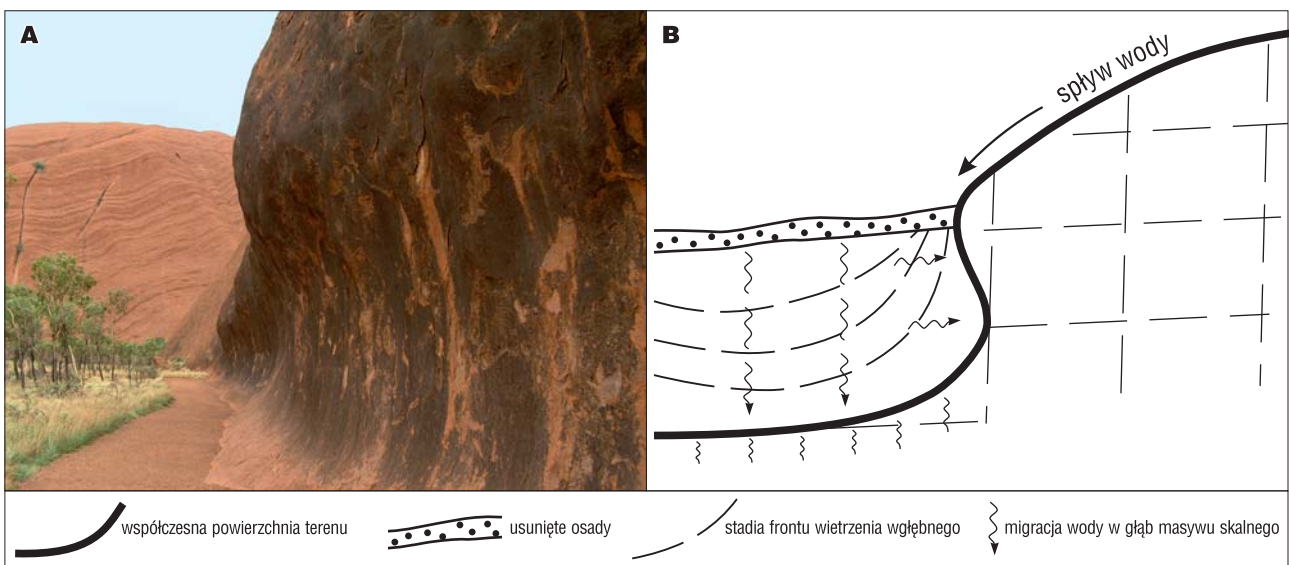 A
B
spływ wody
współczesna powierzchnia terenu
usunięte osady
stadia frontu wietrzenia wgłębnego
migracja wody w głąb masywu skalnego